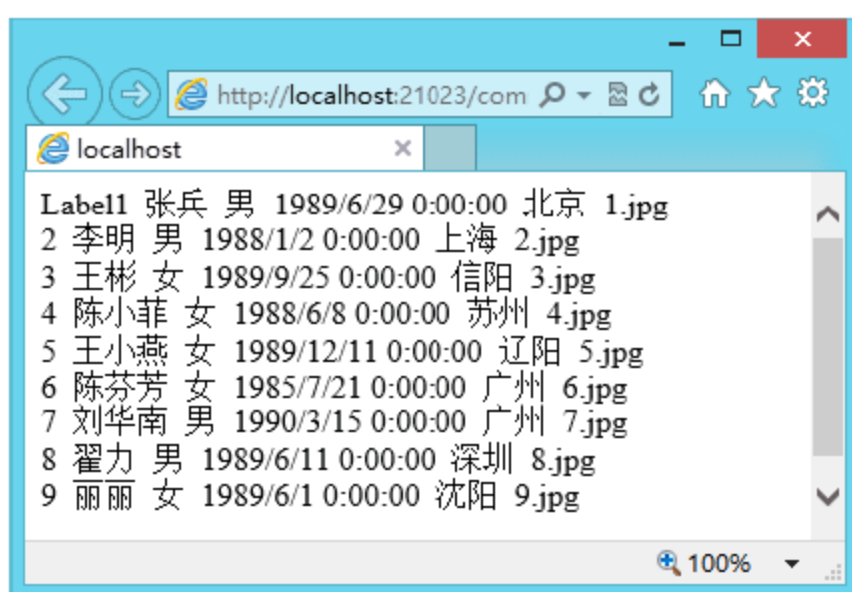 http://localhost:21023/com
localhost
Label1 张兵 男 1989/6/29 0:00:00 北京 1.jpg
2 李明 男 1988/1/2 0:00:00 上海 2.jpg
3 王彬 女 1989/9/25 0:00:00 信阳 3.jpg
4 陈小菲 女 1988/6/8 0:00:00 苏州 4.jpg
5 王小燕 女 1989/12/11 0:00:00 辽阳 5.jpg
6 陈芬芳 女 1985/7/21 0:00:00 广州 6.jpg
7 刘华南 男 1990/3/15 0:00:00 广州 7.jpg
8 翟力 男 1989/6/11 0:00:00 深圳 8.jpg
9 丽丽 女 1989/6/1 0:00:00 沈阳 9.jpg
100%